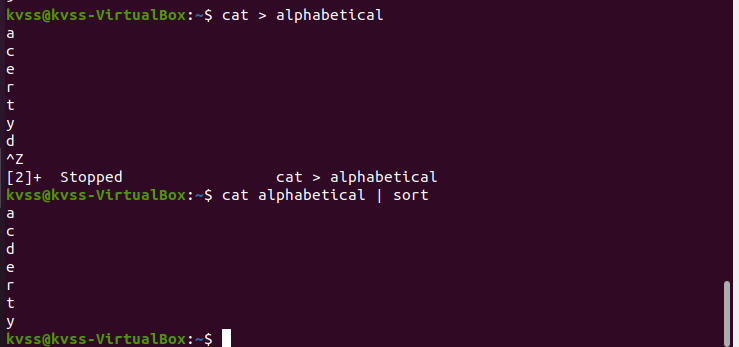 kvss@kvss-VirtualBox:~$ cat > alphabetical
a
c
e
r
t
y
d
^Z
[2]+  Stopped                 cat > alphabetical
kvss@kvss-VirtualBox:~$ cat alphabetical | sort
a
c
d
e
r
t
y
kvss@kvss-VirtualBox:~$